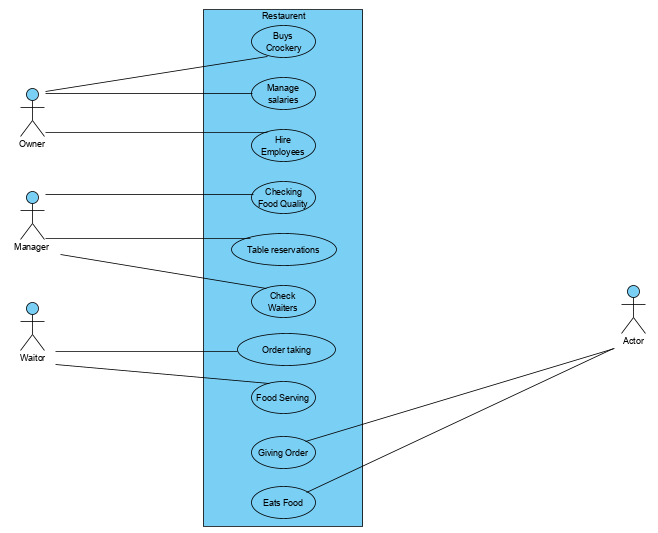 Restaurent
Buys
Crockery
Manage
salaries
Owner
Hire
Employees
Checking
Food Quality
Manager
Table reservations
Check
Waiters
Actor
Waitor
Order taking
Food Serving
Giving Order
Eats Food